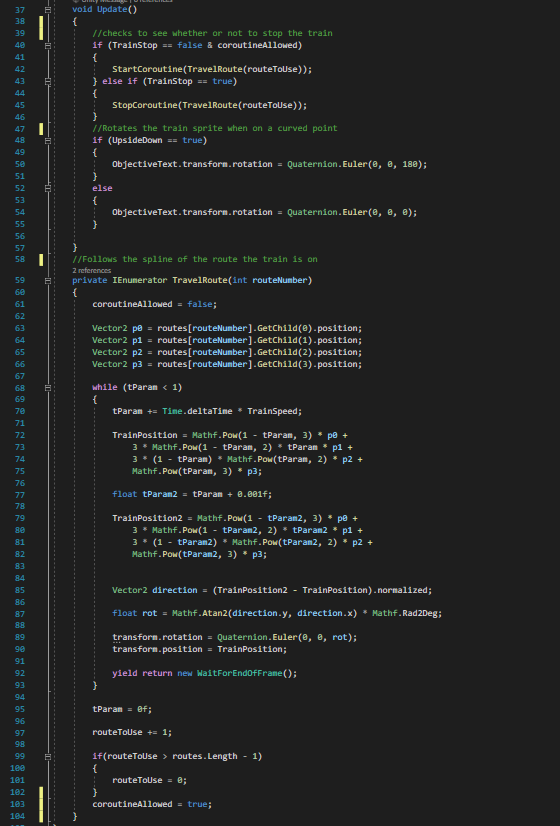 37 void Update()
38 {
39 //checks to see whether or not to stop the train
40 if (TrainStop == false & coroutineAllowed)
41 {
42 StartCoroutine(TravelRoute(routeToUse));
43 } else if (TrainStop == true)
44 {
45 StopCoroutine(TravelRoute(routeToUse));
46 }
47 //Rotates the train sprite when on a curved point
48 if (UpsideDown == true)
49 {
50 ObjectiveText.transform.rotation = Quaternion.Euler(0, 0, 180);
51 }
52 else
53 {
54 ObjectiveText.transform.rotation = Quaternion.Euler(0, 0, 0);
55 }
56
57 }
58 //Follows the spline of the route the train is on
2 references
59 private IEnumerator TravelRoute(int routeNumber)
60 {
61 coroutineAllowed = false;
62
63 Vector2 p0 = routes[routeNumber].GetChild(0).position;
64 Vector2 p1 = routes[routeNumber].GetChild(1).position;
65 Vector2 p2 = routes[routeNumber].GetChild(2).position;
66 Vector2 p3 = routes[routeNumber].GetChild(3).position;
67
68 while (tParam < 1)
69 {
70 tParam += Time.deltaTime * TrainSpeed;
71
72 TrainPosition = Mathf.Pow(1 - tParam, 3) * p0 +
73 3 * Mathf.Pow(1 - tParam, 2) * tParam * p1 +
74 3 * (1 - tParam) * Mathf.Pow(tParam, 2) * p2 +
75 Mathf.Pow(tParam, 3) * p3;
76
77 float tParam2 = tParam + 0.001f;
78
79 TrainPosition2 = Mathf.Pow(1 - tParam2, 3) * p0 +
80 3 * Mathf.Pow(1 - tParam2, 2) * tParam2 * p1 +
81 3 * (1 - tParam2) * Mathf.Pow(tParam2, 2) * p2 +
82 Mathf.Pow(tParam2, 3) * p3;
83
84
85 Vector2 direction = (TrainPosition2 - TrainPosition).normalized;
86
87 float rot = Mathf.Atan2(direction.y, direction.x) * Mathf.Rad2Deg;
88
89 transform.rotation = Quaternion.Euler(0, 0, rot);
90 transform.position = TrainPosition;
91
92 yield return new WaitForEndOfFrame();
93 }
94
95 tParam = 0f;
96
97 routeToUse += 1;
98
99 if(routeToUse > routes.Length - 1)
100 {
101 routeToUse = 0;
102 }
103 coroutineAllowed = true;
104 }